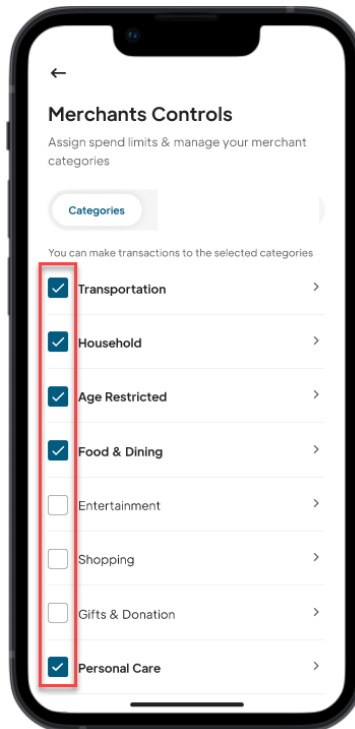 Merchants Controls
Assign spend limits & manage your merchant
categories
Categories
You can make transactions to the selected categories
Transportation
Household
Age Restricted
Food & Dining
Entertainment
Shopping
Gifts & Donation
Personal Care